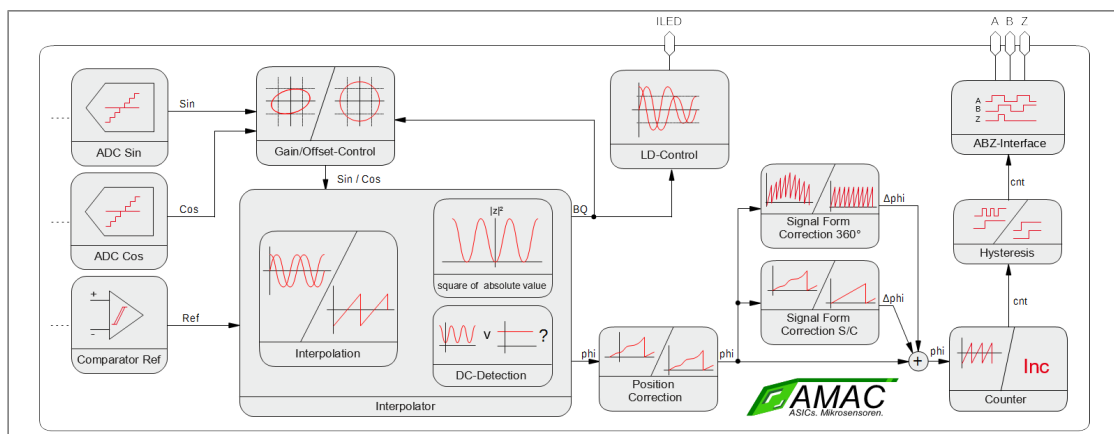 ILED
A B Z
ADC Sin
Sin
ADC Cos
Cos
Comparator Ref
+
-
Ref
Gain/Offset-Control
Sin / Cos
|z|²
square of absolute value
Interpolation
v ?
DC-Detection
Interpolator
BQ
LD-Control
phi
Position
Correction
phi
Signal Form
Correction 360°
Δphi
Signal Form
Correction S/C
Δphi
+
phi
Inc
Counter
cnt
Hysteresis
cnt
A
B
Z
ABZ-Interface
AMAC
ASICs. Mikrosensoren.